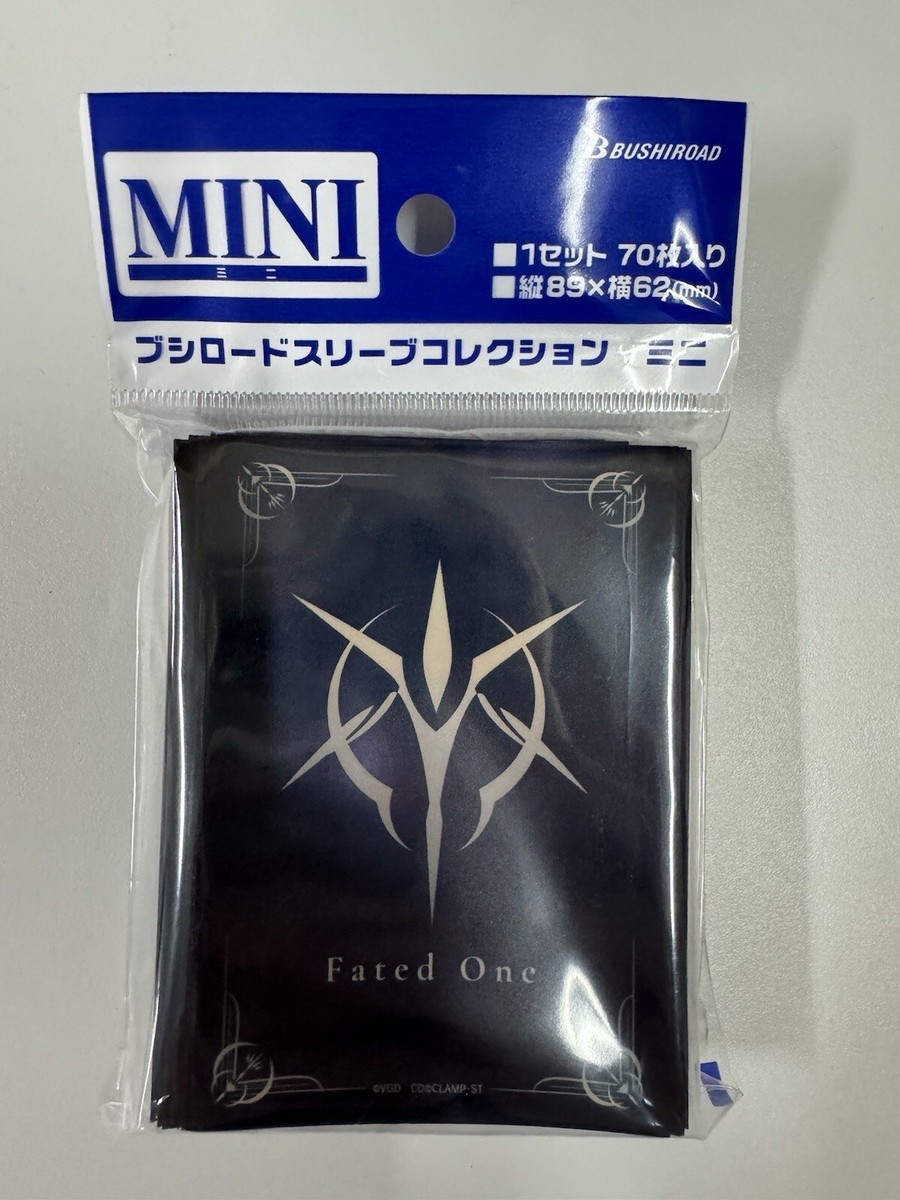 BUSHIROAD
MINI
ミニ
■1セット 70枚入り
■縦89×横62(mm)
ブシロードスリーブコレクション ミニ
Fated One
©VGD CD©CLAMP・ST